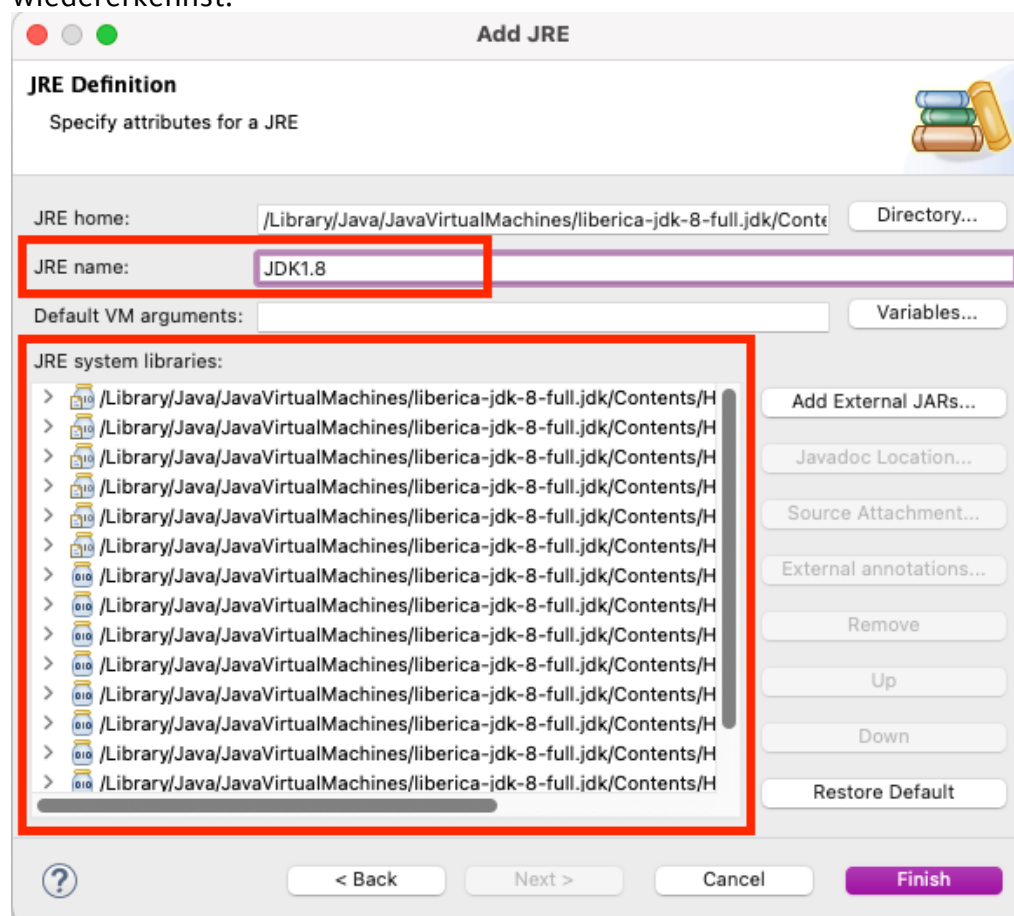 wiedererkennst.
Add JRE
JRE Definition
Specify attributes for a JRE
JRE home: /Library/Java/JavaVirtualMachines/liberica-jdk-8-full.jdk/Conte Directory...
JRE name: JDK1.8
Default VM arguments: Variables...
JRE system libraries:
/Library/Java/JavaVirtualMachines/liberica-jdk-8-full.jdk/Contents/H
/Library/Java/JavaVirtualMachines/liberica-jdk-8-full.jdk/Contents/H
/Library/Java/JavaVirtualMachines/liberica-jdk-8-full.jdk/Contents/H
/Library/Java/JavaVirtualMachines/liberica-jdk-8-full.jdk/Contents/H
/Library/Java/JavaVirtualMachines/liberica-jdk-8-full.jdk/Contents/H
/Library/Java/JavaVirtualMachines/liberica-jdk-8-full.jdk/Contents/H
/Library/Java/JavaVirtualMachines/liberica-jdk-8-full.jdk/Contents/H
/Library/Java/JavaVirtualMachines/liberica-jdk-8-full.jdk/Contents/H
/Library/Java/JavaVirtualMachines/liberica-jdk-8-full.jdk/Contents/H
/Library/Java/JavaVirtualMachines/liberica-jdk-8-full.jdk/Contents/H
/Library/Java/JavaVirtualMachines/liberica-jdk-8-full.jdk/Contents/H
/Library/Java/JavaVirtualMachines/liberica-jdk-8-full.jdk/Contents/H
/Library/Java/JavaVirtualMachines/liberica-jdk-8-full.jdk/Contents/H
/Library/Java/JavaVirtualMachines/liberica-jdk-8-full.jdk/Contents/H
Add External JARs...
Javadoc Location...
Source Attachment...
External annotations...
Remove
Up
Down
Restore Default
? < Back Next > Cancel Finish